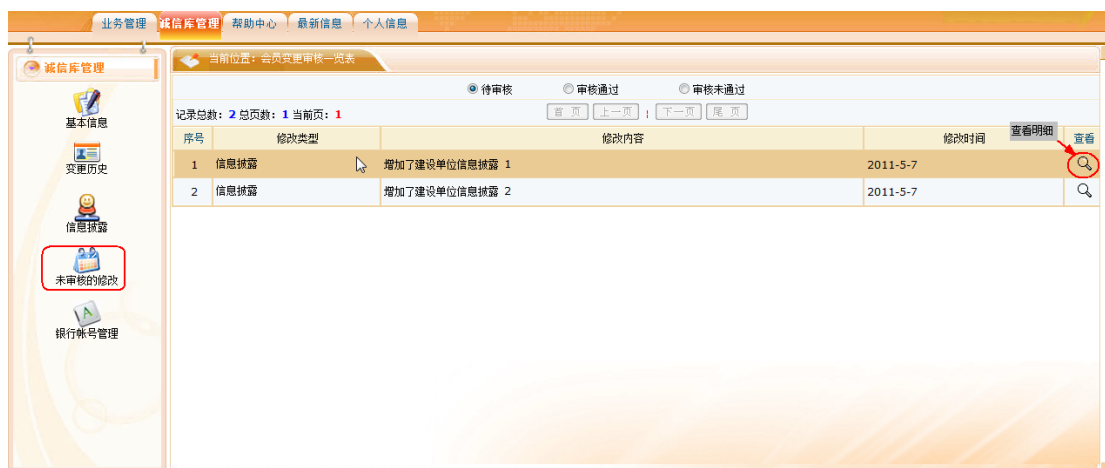 业务管理 诚信库管理 帮助中心 最新信息 个人信息
诚信库管理
当前位置：会员变更审核一览表
待审核 审核通过 审核未通过
记录总数：2 总页数：1 当前页：1 首 页 上一页 下一页 尾 页
序号 修改类型 修改内容 修改时间 查看明细 查看
1 信息披露 增加了建设单位信息披露 1 2011-5-7
2 信息披露 增加了建设单位信息披露 2 2011-5-7
基本信息
变更历史
信息披露
未审核的修改
银行帐号管理